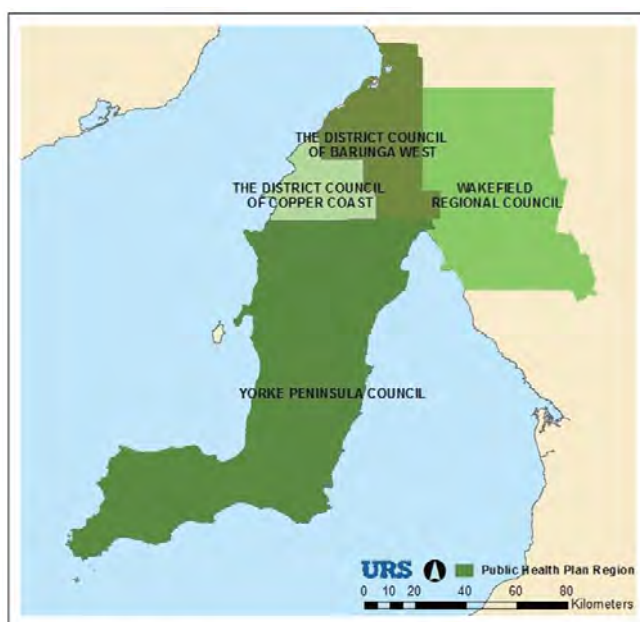 THE DISTRICT COUNCIL
OF BARUNGA WEST
THE DISTRICT COUNCIL
OF COPPER COAST
WAKEFIELD
REGIONAL COUNCIL
YORKE PENINSULA COUNCIL
URS Public Health Plan Region
0 5 10 20 40 60 80
Kilometers